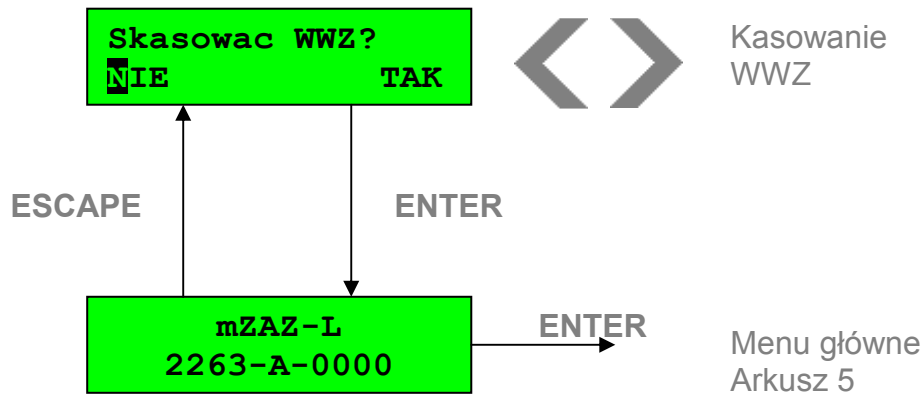 Skasowac WWZ?
NIE TAK
Kasowanie
WWZ
ESCAPE
ENTER
mZAZ-L
2263-A-0000
ENTER
Menu główne
Arkusz 5